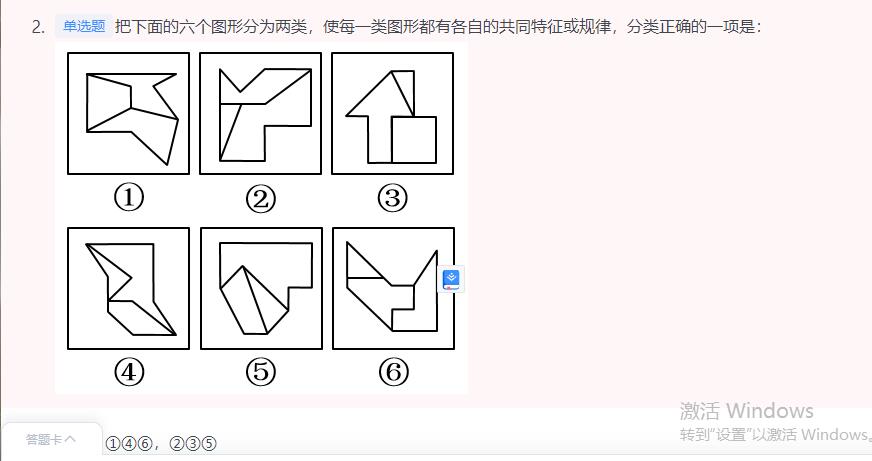 2. 单选题 把下面的六个图形分为两类，使每一类图形都有各自的共同特征或规律，分类正确的一项是：
① ② ③
④ ⑤ ⑥
激活 Windows
转到"设置"以激活 Windows。
答题卡 ①④⑥，②③⑤